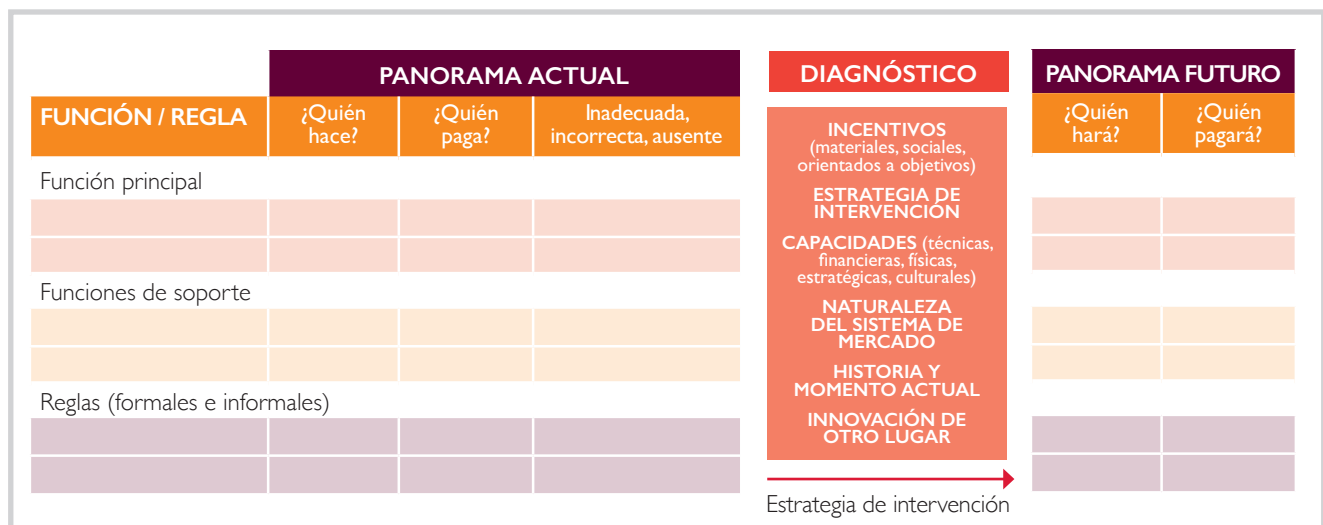 PANORAMA ACTUAL
FUNCIÓN / REGLA
¿Quién
hace?
¿Quién
paga?
Inadecuada,
incorrecta, ausente
Función principal
Funciones de soporte
Reglas (formales e informales)
DIAGNÓSTICO
INCENTIVOS
(materiales, sociales,
orientados a objetivos)
ESTRATEGIA DE
INTERVENCIÓN
CAPACIDADES (técnicas,
financieras, físicas,
estratégicas, culturales)
NATURALEZA
DEL SISTEMA DE
MERCADO
HISTORIA Y
MOMENTO ACTUAL
INNOVACIÓN DE
OTRO LUGAR
Estrategia de intervención
PANORAMA FUTURO
¿Quién
hará?
¿Quién
pagará?